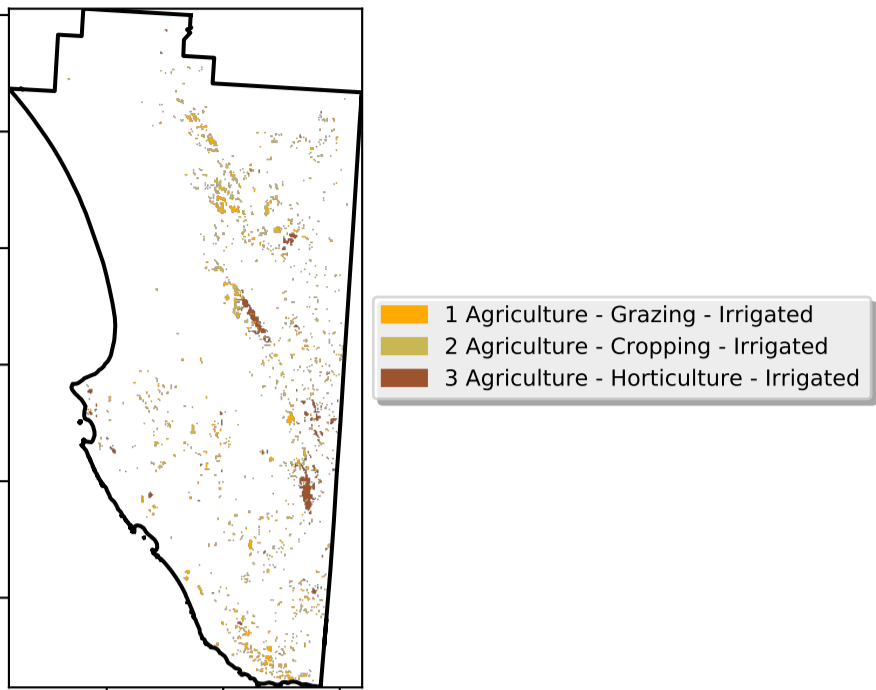 1 Agriculture - Grazing - Irrigated
2 Agriculture - Cropping - Irrigated
3 Agriculture - Horticulture - Irrigated